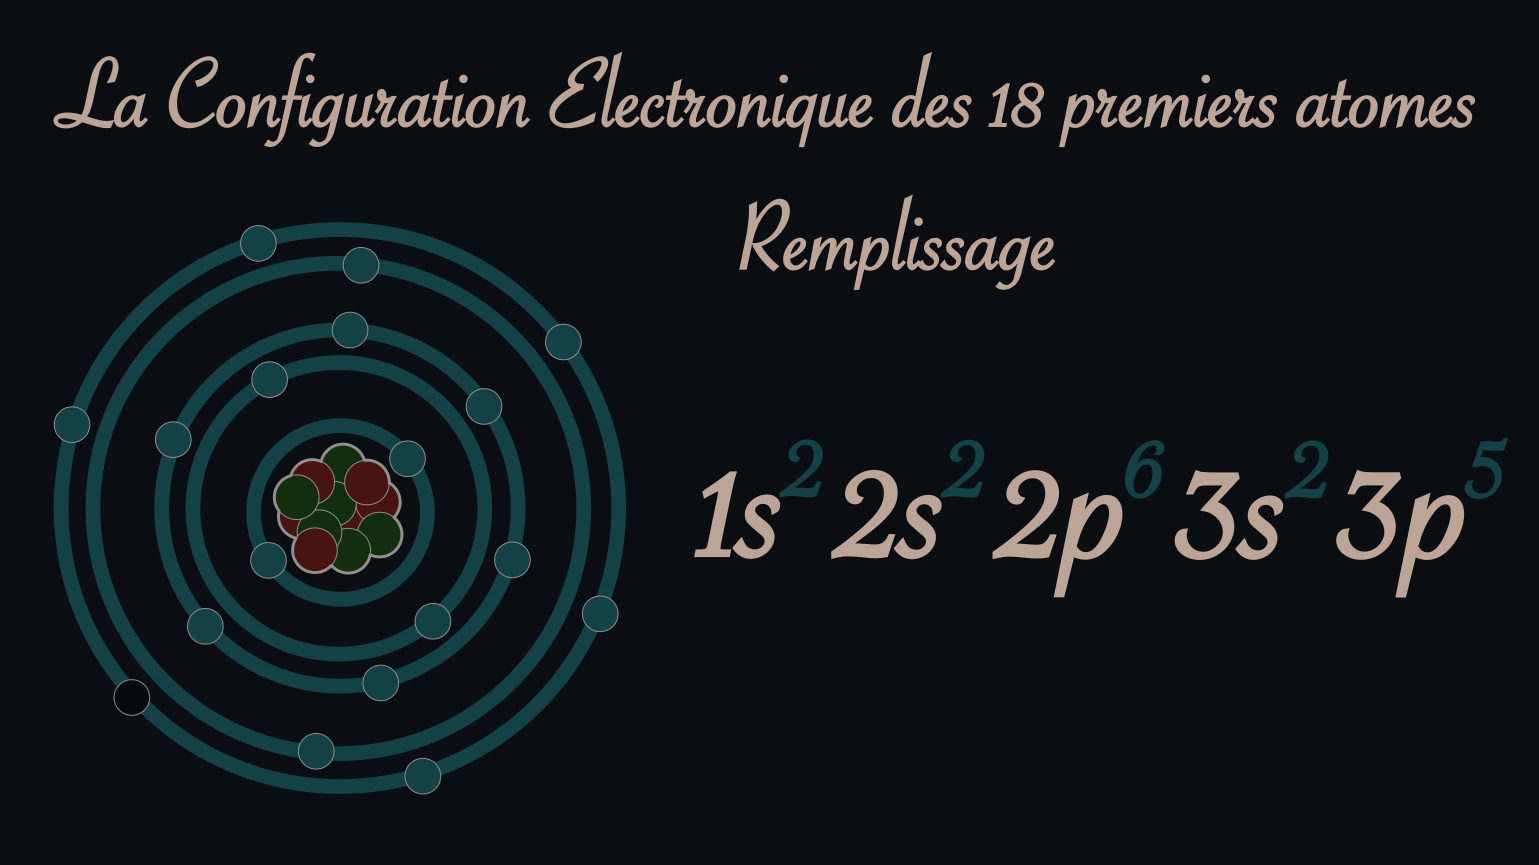 La Configuration Electronique des 18 premiers atomes
Remplissage
1s² 2s² 2p⁶ 3s² 3p⁵